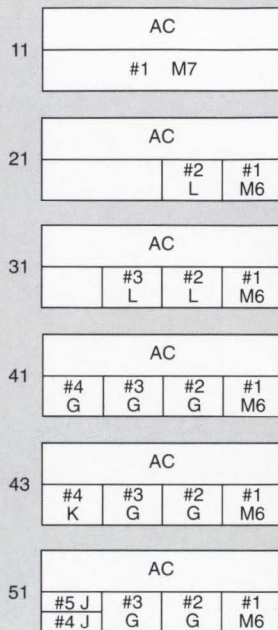 AC
11
#1 M7
AC
21
#2 #1
L M6
AC
31
#3 #2 #1
L L M6
AC
41
#4 #3 #2 #1
G G G M6
AC
43
#4 #3 #2 #1
K G G M6
AC
51
#5 J #3 #2 #1
#4 J G G M6